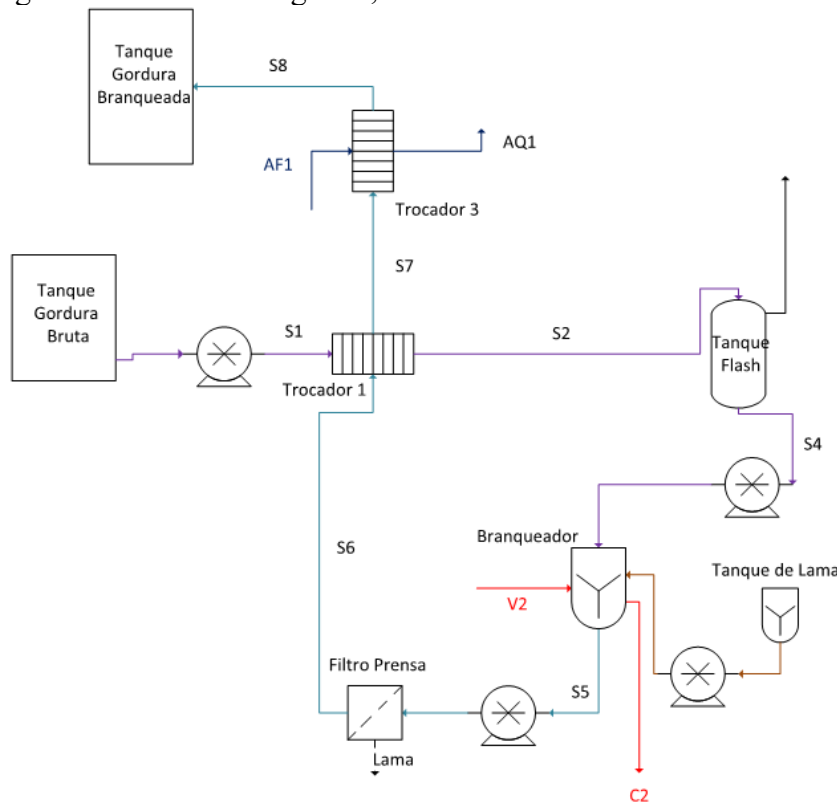 Tanque
Gordura
Branqueada
S8
AF1
AQ1
Trocador 3
S7
Tanque
Gordura
Bruta
S1
S2
Trocador 1
Tanque
Flash
S4
S6
Branqueador
Tanque de Lama
V2
Filtro Prensa
S5
Lama
C2